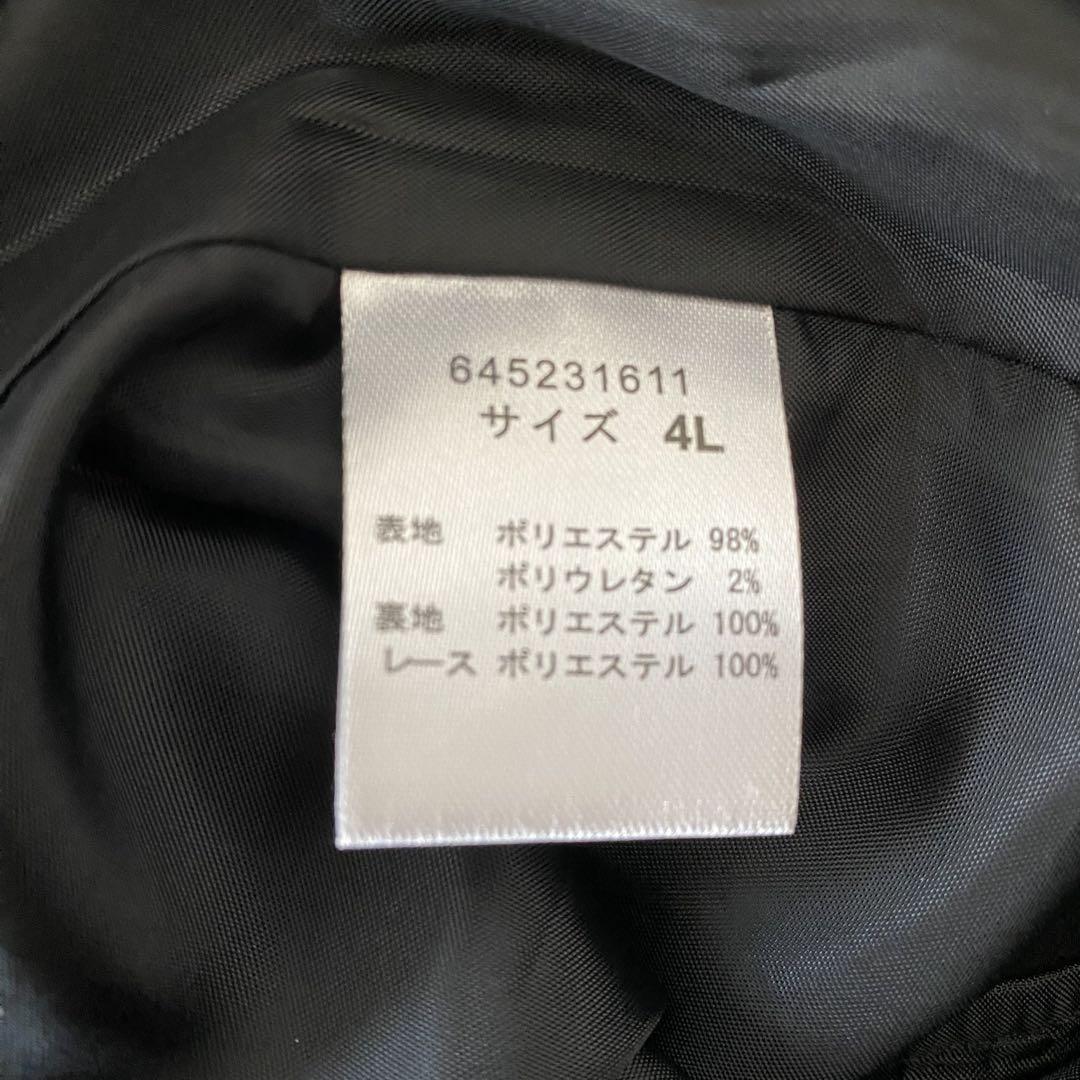 645231611
サイズ 4L
表地 ポリエステル 98%
ポリウレタン 2%
裏地 ポリエステル 100%
レース ポリエステル 100%